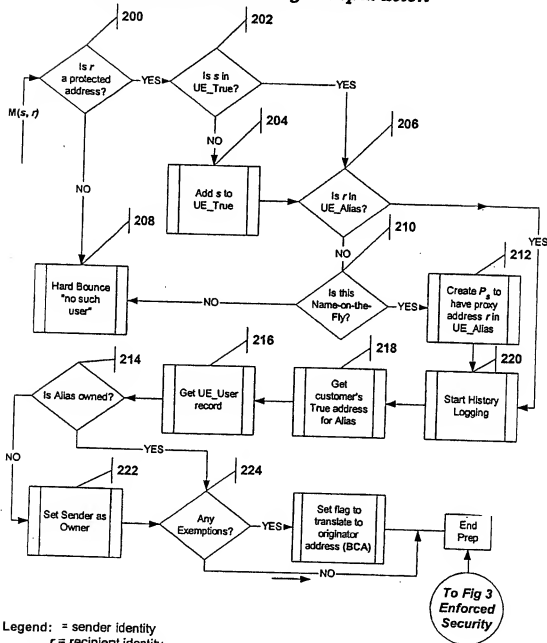 200
202
Is r
a protected
address?
YES
Is s in
UE_True?
YES
M(s, r)
NO
204
206
NO
Add s to
UE_True
Is r in
UE_Alias?
YES
208
210
NO
212
Hard Bounce
"no such
user"
NO
Is this
Name-on-the-
Fly?
YES
Create Ps to
have proxy
address r in
UE_Alias
214
216
218
220
Is Alias owned?
Get UE_User
record
Get
customer's
True address
for Alias
Start History
Logging
NO
YES
222
224
Set Sender as
Owner
Any
Exemptions?
YES
Set flag to
translate to
originator
address (BCA)
End
Prep
NO
To Fig 3
Enforced
Security
Legend: = sender identity
r = recipient identity